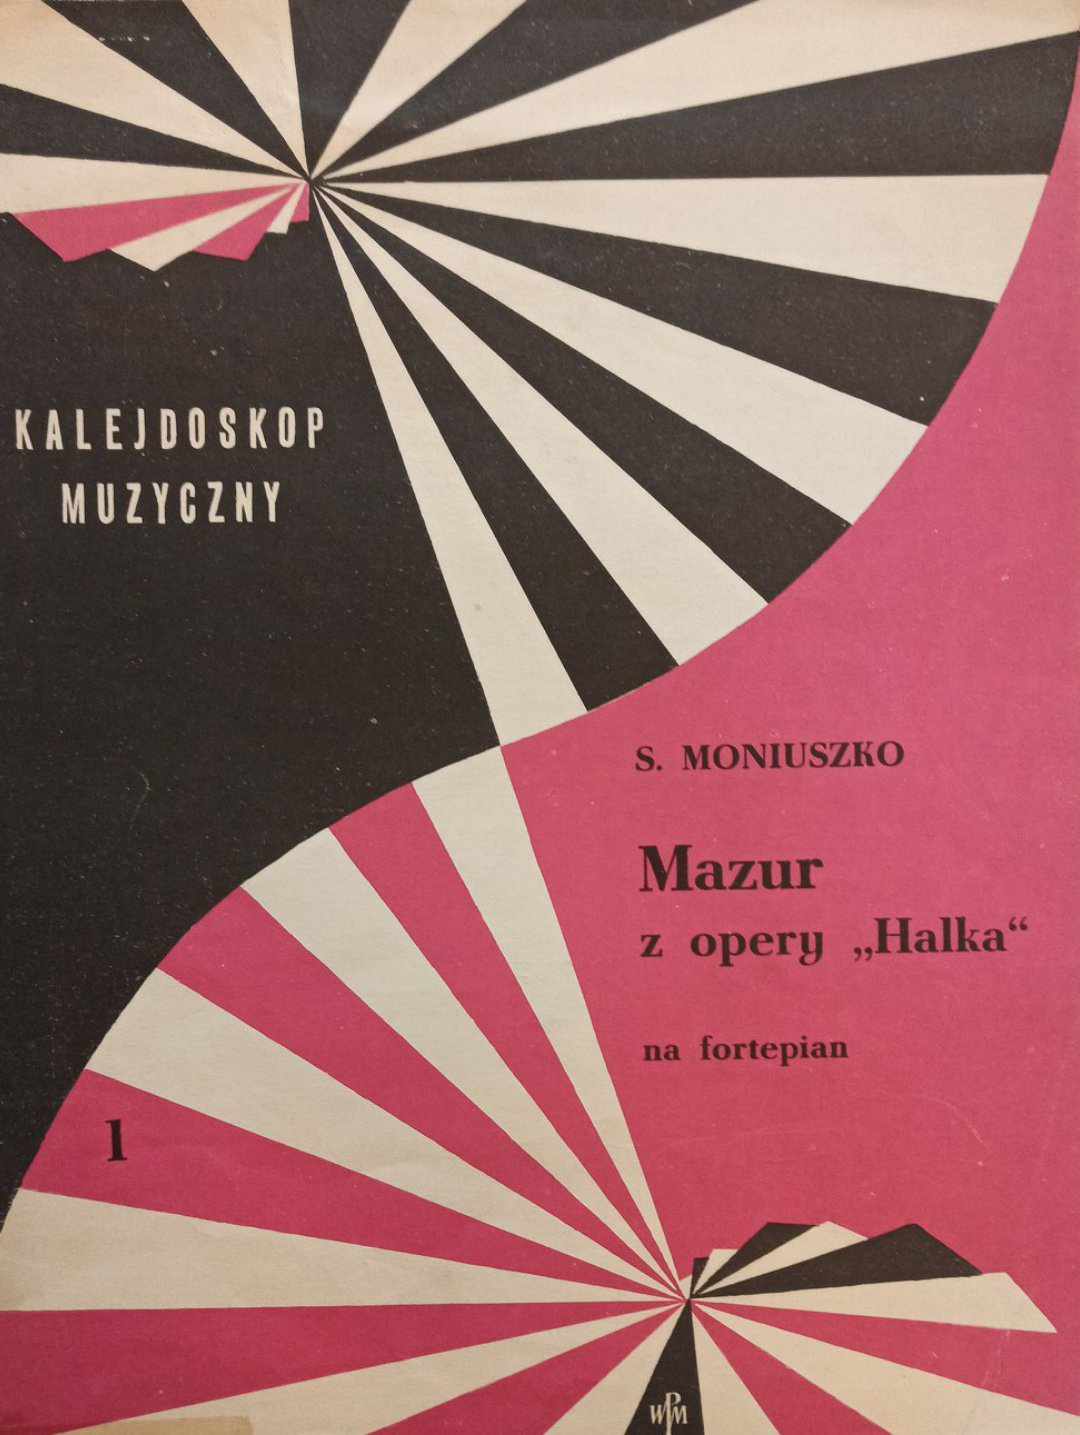 KALEJDOSKOP
MUZYCZNY
S. MONIUSZKO
Mazur
z opery „Halka“
na fortepian
1
PWM